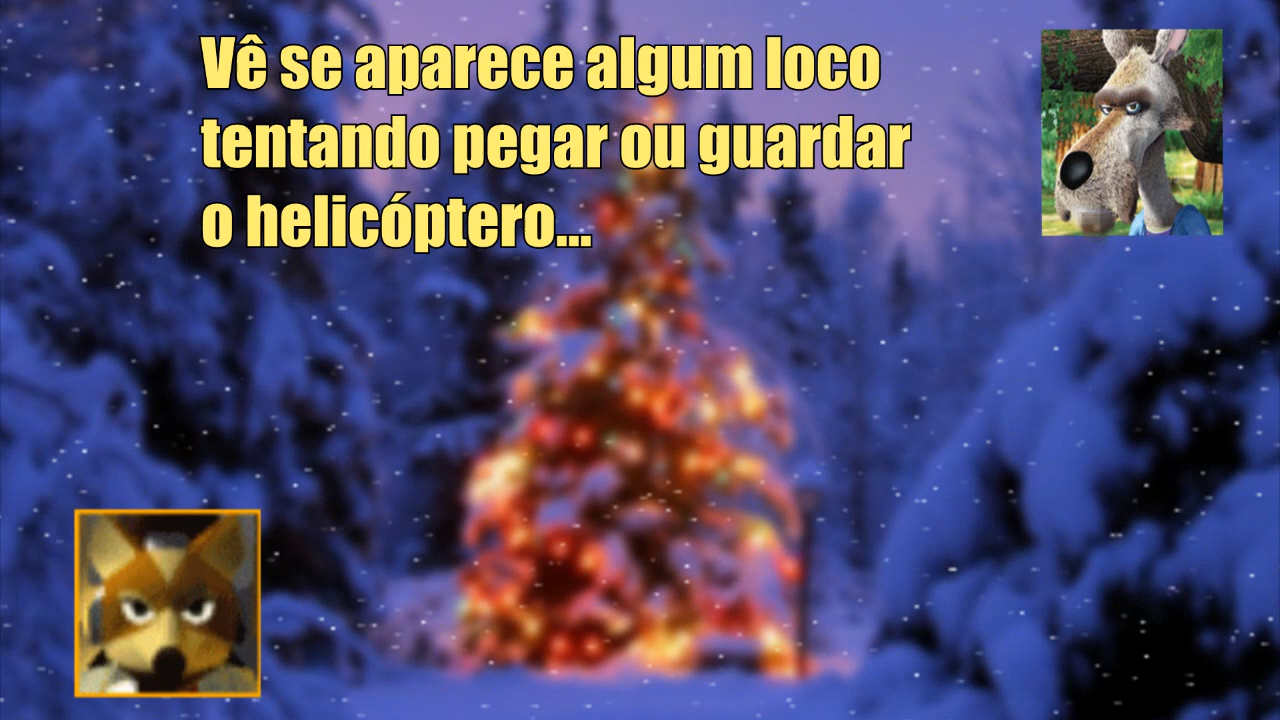 Vê se aparece algum loco
tentando pegar ou guardar
o helicóptero...